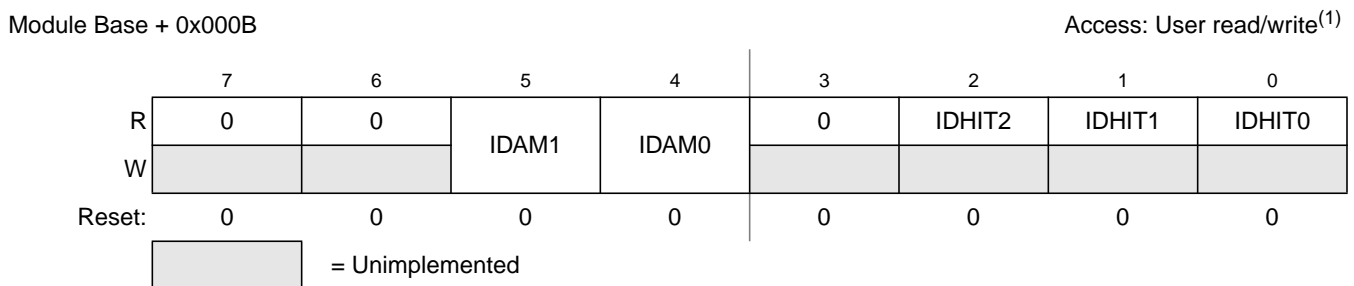 Module Base + 0x000B Access: User read/write(1)
7 6 5 4 3 2 1 0
R 0 0 IDAM1 IDAM0 0 IDHIT2 IDHIT1 IDHIT0
W
Reset: 0 0 0 0 0 0 0 0
= Unimplemented